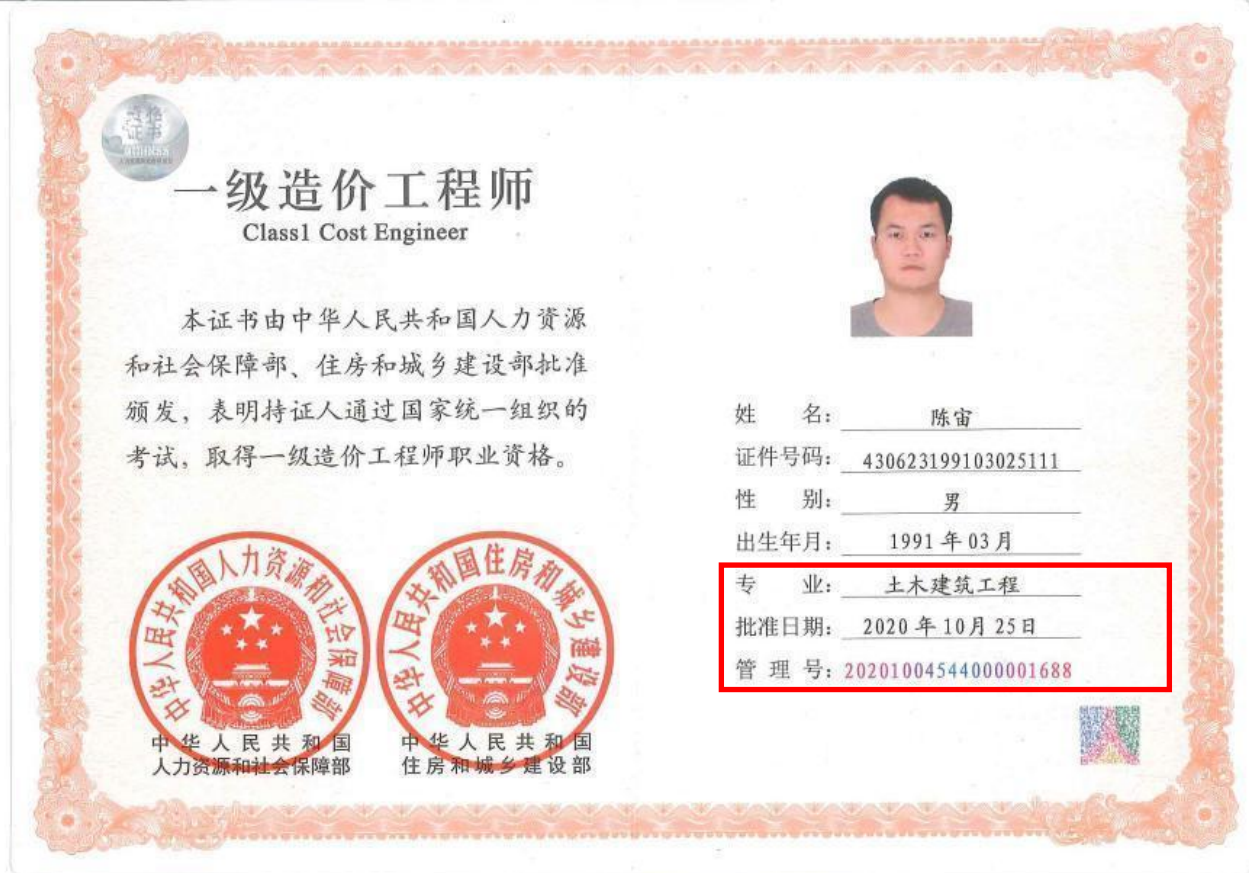 一级造价工程师
Class1 Cost Engineer
本证书由中华人民共和国人力资源
和社会保障部、住房和城乡建设部批准
颁发，表明持证人通过国家统一组织的
考试，取得一级造价工程师职业资格。
中华人民共和国人力资源和社会保障部
中华人民共和国住房和城乡建设部
中华人民共和国
人力资源和社会保障部
中华人民共和国
住房和城乡建设部
姓名：陈宙
证件号码：430623199103025111
性别：男
出生年月：1991年03月
专业：土木建筑工程
批准日期：2020年10月25日
管理号：20201004544000001688